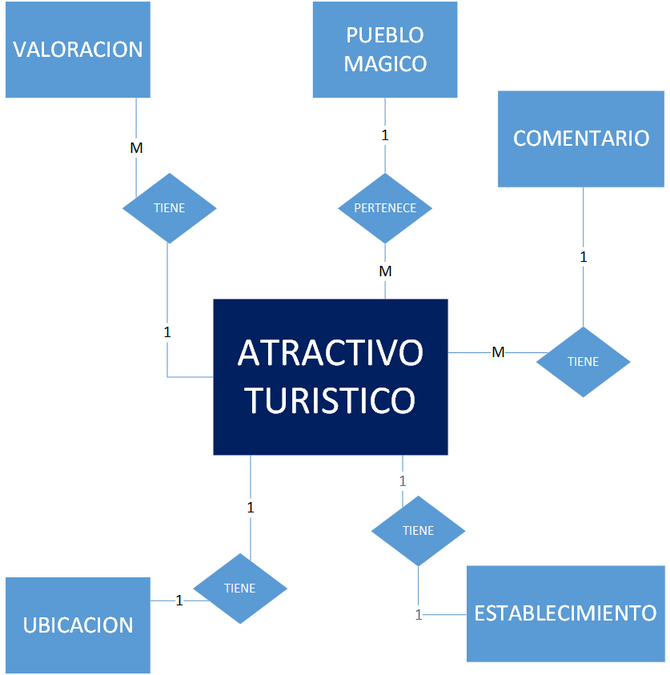 VALORACION
PUEBLO
MAGICO
COMENTARIO
M
1
TIENE
PERTENECE
1
M
1
ATRACTIVO
TURISTICO
M
TIENE
1
1
TIENE
1
TIENE
1
UBICACION
1
ESTABLECIMIENTO